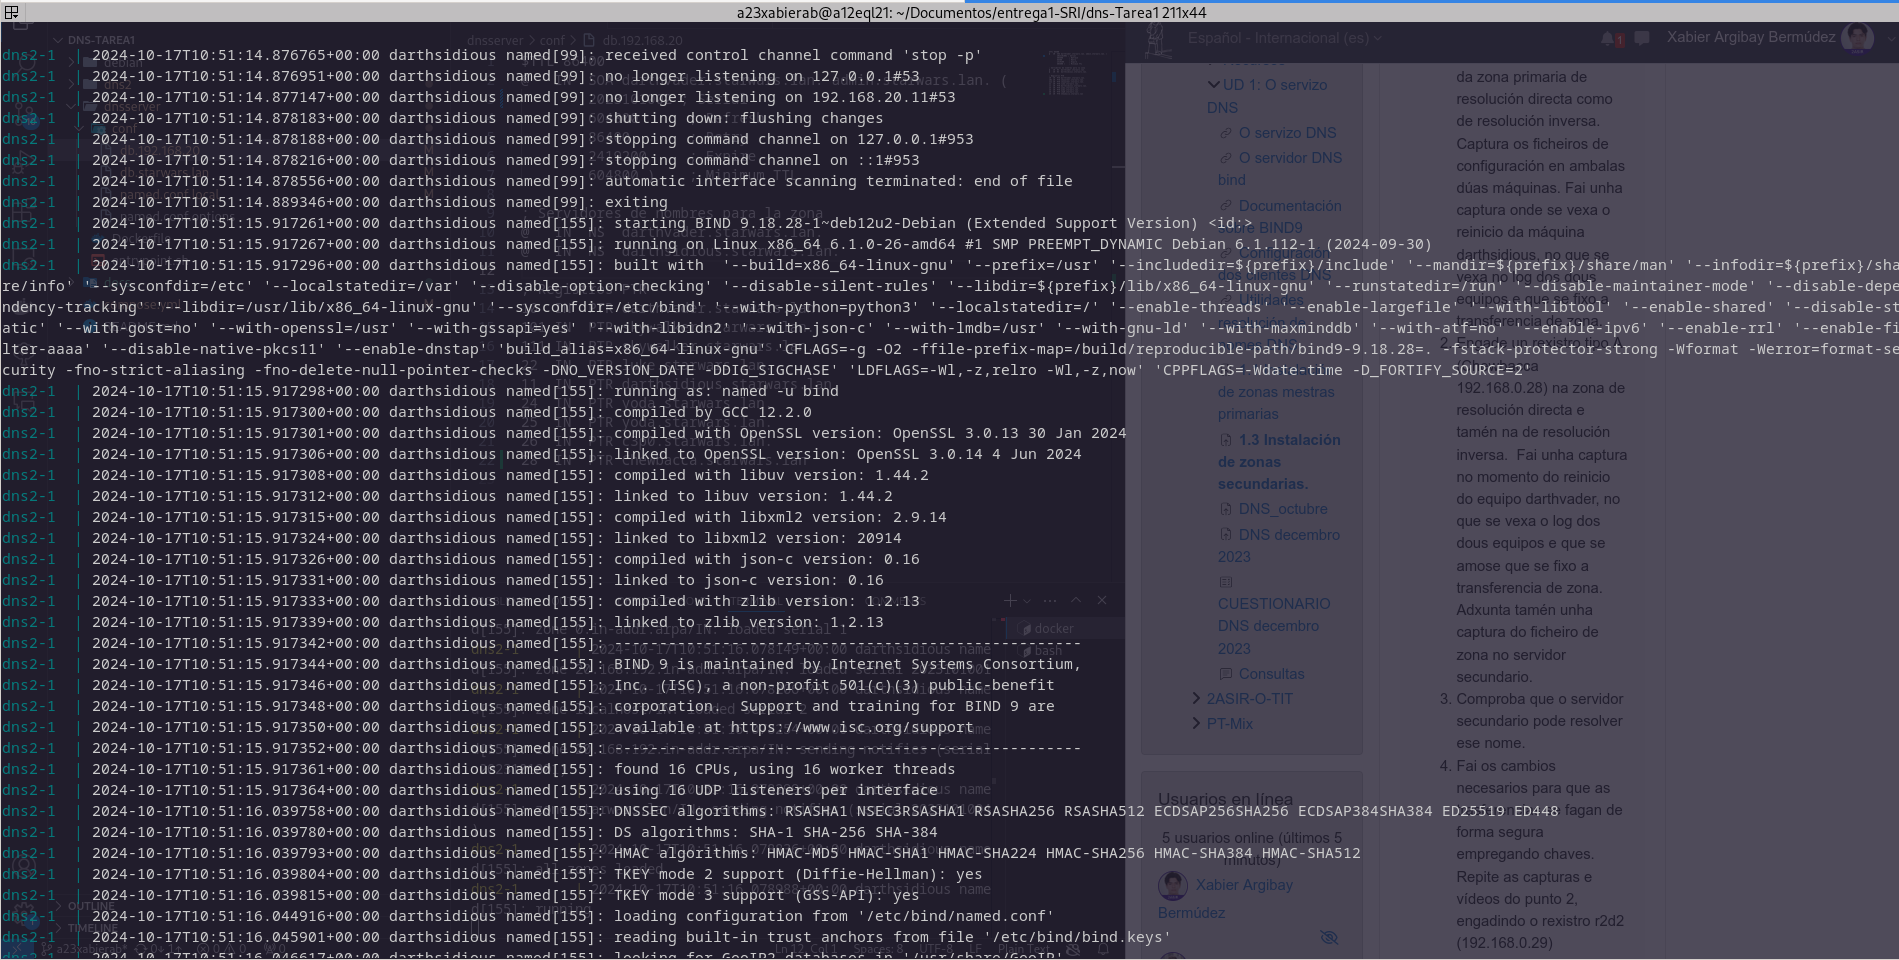 a23xabierab@a12eql21: ~/Documentos/entrega1-SRI/dns-Tarea1 211x44
dns2-1  | 2024-10-17T10:51:14.876765+00:00 darthsidious named[99]: received control channel command 'stop -p'
dns2-1  | 2024-10-17T10:51:14.876951+00:00 darthsidious named[99]: no longer listening on 127.0.0.1#53
dns2-1  | 2024-10-17T10:51:14.877147+00:00 darthsidious named[99]: no longer listening on 192.168.20.11#53
dns2-1  | 2024-10-17T10:51:14.878183+00:00 darthsidious named[99]: shutting down: flushing changes
dns2-1  | 2024-10-17T10:51:14.878188+00:00 darthsidious named[99]: stopping command channel on 127.0.0.1#953
dns2-1  | 2024-10-17T10:51:14.878216+00:00 darthsidious named[99]: stopping command channel on ::1#953
dns2-1  | 2024-10-17T10:51:14.878556+00:00 darthsidious named[99]: automatic interface scanning terminated: end of file
dns2-1  | 2024-10-17T10:51:14.889346+00:00 darthsidious named[99]: exiting
dns2-1  | 2024-10-17T10:51:15.917261+00:00 darthsidious named[155]: starting BIND 9.18.28-1~deb12u2-Debian (Extended Support Version) <id:>
dns2-1  | 2024-10-17T10:51:15.917267+00:00 darthsidious named[155]: running on Linux x86_64 6.1.0-26-amd64 #1 SMP PREEMPT_DYNAMIC Debian 6.1.112-1 (2024-09-30)
dns2-1  | 2024-10-17T10:51:15.917296+00:00 darthsidious named[155]: built with  '--build=x86_64-linux-gnu' '--prefix=/usr' '--includedir=${prefix}/include' '--mandir=${prefix}/share/man' '--infodir=${prefix}/sha
re/info' '--sysconfdir=/etc' '--localstatedir=/var' '--disable-option-checking' '--disable-silent-rules' '--libdir=${prefix}/lib/x86_64-linux-gnu' '--runstatedir=/run' '--disable-maintainer-mode' '--disable-depe
ndency-tracking' '--libdir=/usr/lib/x86_64-linux-gnu' '--sysconfdir=/etc/bind' '--with-python=python3' '--localstatedir=/' '--enable-threads' '--enable-largefile' '--with-libtool' '--enable-shared' '--disable-st
atic' '--with-gost=no' '--with-openssl=/usr' '--with-gssapi=yes' '--with-libidn2' '--with-json-c' '--with-lmdb=/usr' '--with-gnu-ld' '--with-maxminddb' '--with-atf=no' '--enable-ipv6' '--enable-rrl' '--enable-fi
lter-aaaa' '--disable-native-pkcs11' '--enable-dnstap' 'build_alias=x86_64-linux-gnu' 'CFLAGS=-g -O2 -ffile-prefix-map=/build/reproducible-path/bind9-9.18.28=. -fstack-protector-strong -Wformat -Werror=format-se
curity -fno-strict-aliasing -fno-delete-null-pointer-checks -DNO_VERSION_DATE -DDIG_SIGCHASE' 'LDFLAGS=-Wl,-z,relro -Wl,-z,now' 'CPPFLAGS=-Wdate-time -D_FORTIFY_SOURCE=2'
dns2-1  | 2024-10-17T10:51:15.917298+00:00 darthsidious named[155]: running as: named -u bind
dns2-1  | 2024-10-17T10:51:15.917300+00:00 darthsidious named[155]: compiled by GCC 12.2.0
dns2-1  | 2024-10-17T10:51:15.917301+00:00 darthsidious named[155]: compiled with OpenSSL version: OpenSSL 3.0.13 30 Jan 2024
dns2-1  | 2024-10-17T10:51:15.917306+00:00 darthsidious named[155]: linked to OpenSSL version: OpenSSL 3.0.14 4 Jun 2024
dns2-1  | 2024-10-17T10:51:15.917308+00:00 darthsidious named[155]: compiled with libuv version: 1.44.2
dns2-1  | 2024-10-17T10:51:15.917312+00:00 darthsidious named[155]: linked to libuv version: 1.44.2
dns2-1  | 2024-10-17T10:51:15.917315+00:00 darthsidious named[155]: compiled with libxml2 version: 2.9.14
dns2-1  | 2024-10-17T10:51:15.917324+00:00 darthsidious named[155]: linked to libxml2 version: 20914
dns2-1  | 2024-10-17T10:51:15.917326+00:00 darthsidious named[155]: compiled with json-c version: 0.16
dns2-1  | 2024-10-17T10:51:15.917331+00:00 darthsidious named[155]: linked to json-c version: 0.16
dns2-1  | 2024-10-17T10:51:15.917333+00:00 darthsidious named[155]: compiled with zlib version: 1.2.13
dns2-1  | 2024-10-17T10:51:15.917339+00:00 darthsidious named[155]: linked to zlib version: 1.2.13
dns2-1  | 2024-10-17T10:51:15.917342+00:00 darthsidious named[155]: ----------------------------------------------------
dns2-1  | 2024-10-17T10:51:15.917344+00:00 darthsidious named[155]: BIND 9 is maintained by Internet Systems Consortium,
dns2-1  | 2024-10-17T10:51:15.917346+00:00 darthsidious named[155]: Inc. (ISC), a non-profit 501(c)(3) public-benefit
dns2-1  | 2024-10-17T10:51:15.917348+00:00 darthsidious named[155]: corporation.  Support and training for BIND 9 are
dns2-1  | 2024-10-17T10:51:15.917350+00:00 darthsidious named[155]: available at https://www.isc.org/support
dns2-1  | 2024-10-17T10:51:15.917352+00:00 darthsidious named[155]: ----------------------------------------------------
dns2-1  | 2024-10-17T10:51:15.917361+00:00 darthsidious named[155]: found 16 CPUs, using 16 worker threads
dns2-1  | 2024-10-17T10:51:15.917364+00:00 darthsidious named[155]: using 16 UDP listeners per interface
dns2-1  | 2024-10-17T10:51:16.039758+00:00 darthsidious named[155]: DNSSEC algorithms: RSASHA1 NSEC3RSASHA1 RSASHA256 RSASHA512 ECDSAP256SHA256 ECDSAP384SHA384 ED25519 ED448
dns2-1  | 2024-10-17T10:51:16.039780+00:00 darthsidious named[155]: DS algorithms: SHA-1 SHA-256 SHA-384
dns2-1  | 2024-10-17T10:51:16.039793+00:00 darthsidious named[155]: HMAC algorithms: HMAC-MD5 HMAC-SHA1 HMAC-SHA224 HMAC-SHA256 HMAC-SHA384 HMAC-SHA512
dns2-1  | 2024-10-17T10:51:16.039804+00:00 darthsidious named[155]: TKEY mode 2 support (Diffie-Hellman): yes
dns2-1  | 2024-10-17T10:51:16.039815+00:00 darthsidious named[155]: TKEY mode 3 support (GSS-API): yes
dns2-1  | 2024-10-17T10:51:16.044916+00:00 darthsidious named[155]: loading configuration from '/etc/bind/named.conf'
dns2-1  | 2024-10-17T10:51:16.045901+00:00 darthsidious named[155]: reading built-in trust anchors from file '/etc/bind/bind.keys'
dns2-1  | 2024-10-17T10:51:16.046617+00:00 darthsidious named[155]: looking for GeoIP2 databases in '/usr/share/GeoIP'
Español - Internacional (es)
1
Xabier Argibay Bermúdez
UD 1: O servizo
DNS
O servizo DNS
O servidor DNS
bind
Documentación
sobre BIND9
de zonas mestras
primarias
1.3 Instalación
de zonas
secundarias.
DNS_octubre
DNS decembro
2023
CUESTIONARIO
DNS decembro
2023
Consultas
2ASIR-O-TIT
PT-Mix
Usuarios en línea
5 usuarios online (últimos 5
minutos)
Xabier Argibay
Bermúdez
da zona primaria de
resolución directa como
de resolución inversa.
Captura os ficheiros de
configuración en ambalas
dúas máquinas. Fai unha
captura onde se vexa o
reinicio da máquina
darthsidious, no que se
vexa no log dos
equipos e que se fixo a
transferencia de zona.
2. Engade un rexistro tipo A
192.168.0.28) na zona de
resolución directa e
tamén na de resolución
inversa. Fai unha captura
no momento do reinicio
do equipo darthvader, no
que se vexa o log dos
dous equipos e que se
amose que se fixo a
transferencia de zona.
Adxunta tamén unha
captura do ficheiro de
zona no servidor
secundario.
3. Comproba que o servidor
secundario pode resolver
ese nome.
4. Fai os cambios
necesarios para que as
fagan de
forma segura
empregando chaves.
Repite as capturas e
vídeos do punto 2,
engadindo o rexistro r2d2
(192.168.0.29)
DNS-TAREA1
dnsserver > conf > db.192.168.20
docker
bash
OUTLINE
TIMELINE